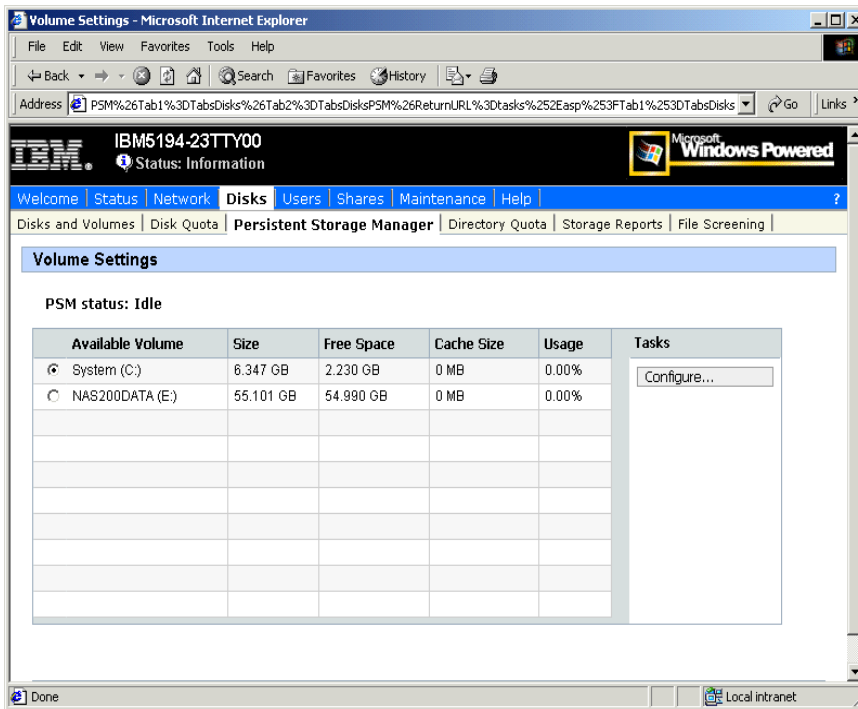 Volume Settings - Microsoft Internet Explorer
File Edit View Favorites Tools Help
Back Search Favorites History
Address PSM%26Tab1%3DTabsDisks%26Tab2%3DTabsDisksPSM%26ReturnURL%3Dtasks%252Easp%253FTab1%253DTabsDisks Go Links
IBM IBM5194-23TTY00 Microsoft Windows Powered
Status: Information
Welcome Status Network Disks Users Shares Maintenance Help ?
Disks and Volumes Disk Quota Persistent Storage Manager Directory Quota Storage Reports File Screening
Volume Settings
PSM status: Idle
Available Volume Size Free Space Cache Size Usage Tasks
System (C:) 6.347 GB 2.230 GB 0 MB 0.00% Configure...
NAS200DATA (E:) 55.101 GB 54.990 GB 0 MB 0.00%
Done Local intranet